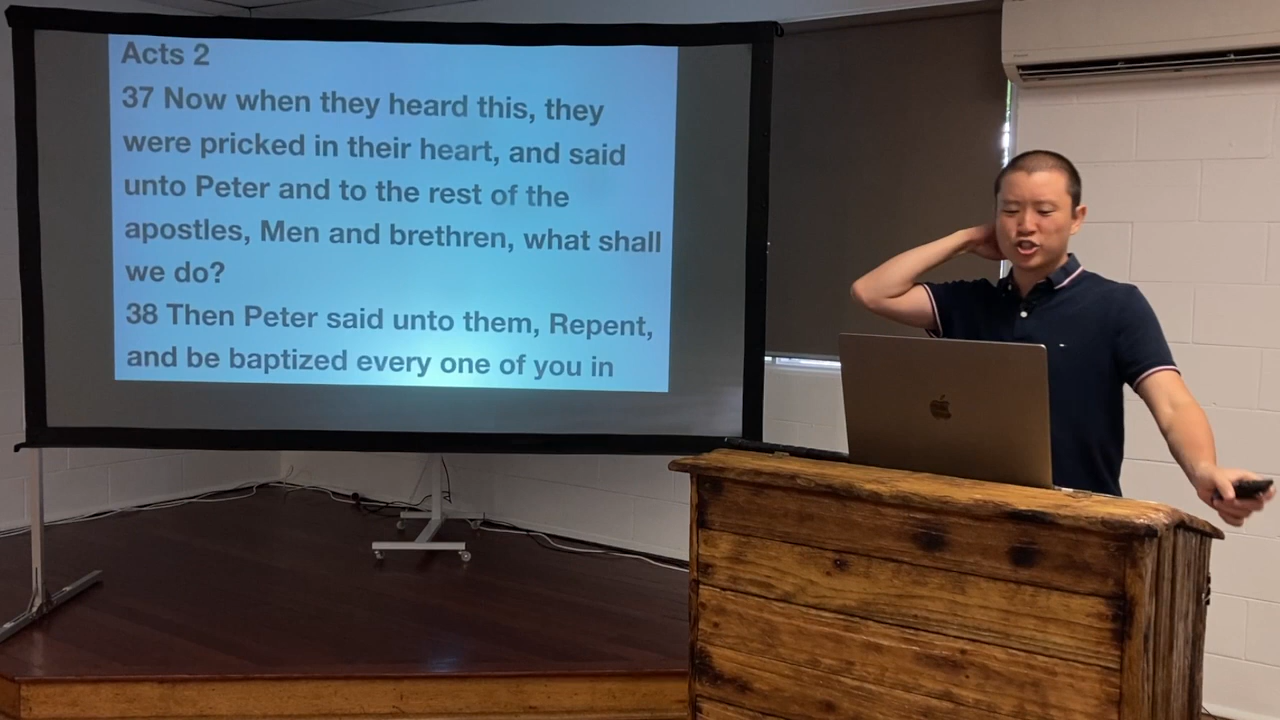 Acts 2
37 Now when they heard this, they
were pricked in their heart, and said
unto Peter and to the rest of the
apostles, Men and brethren, what shall
we do?
38 Then Peter said unto them, Repent,
and be baptized every one of you in